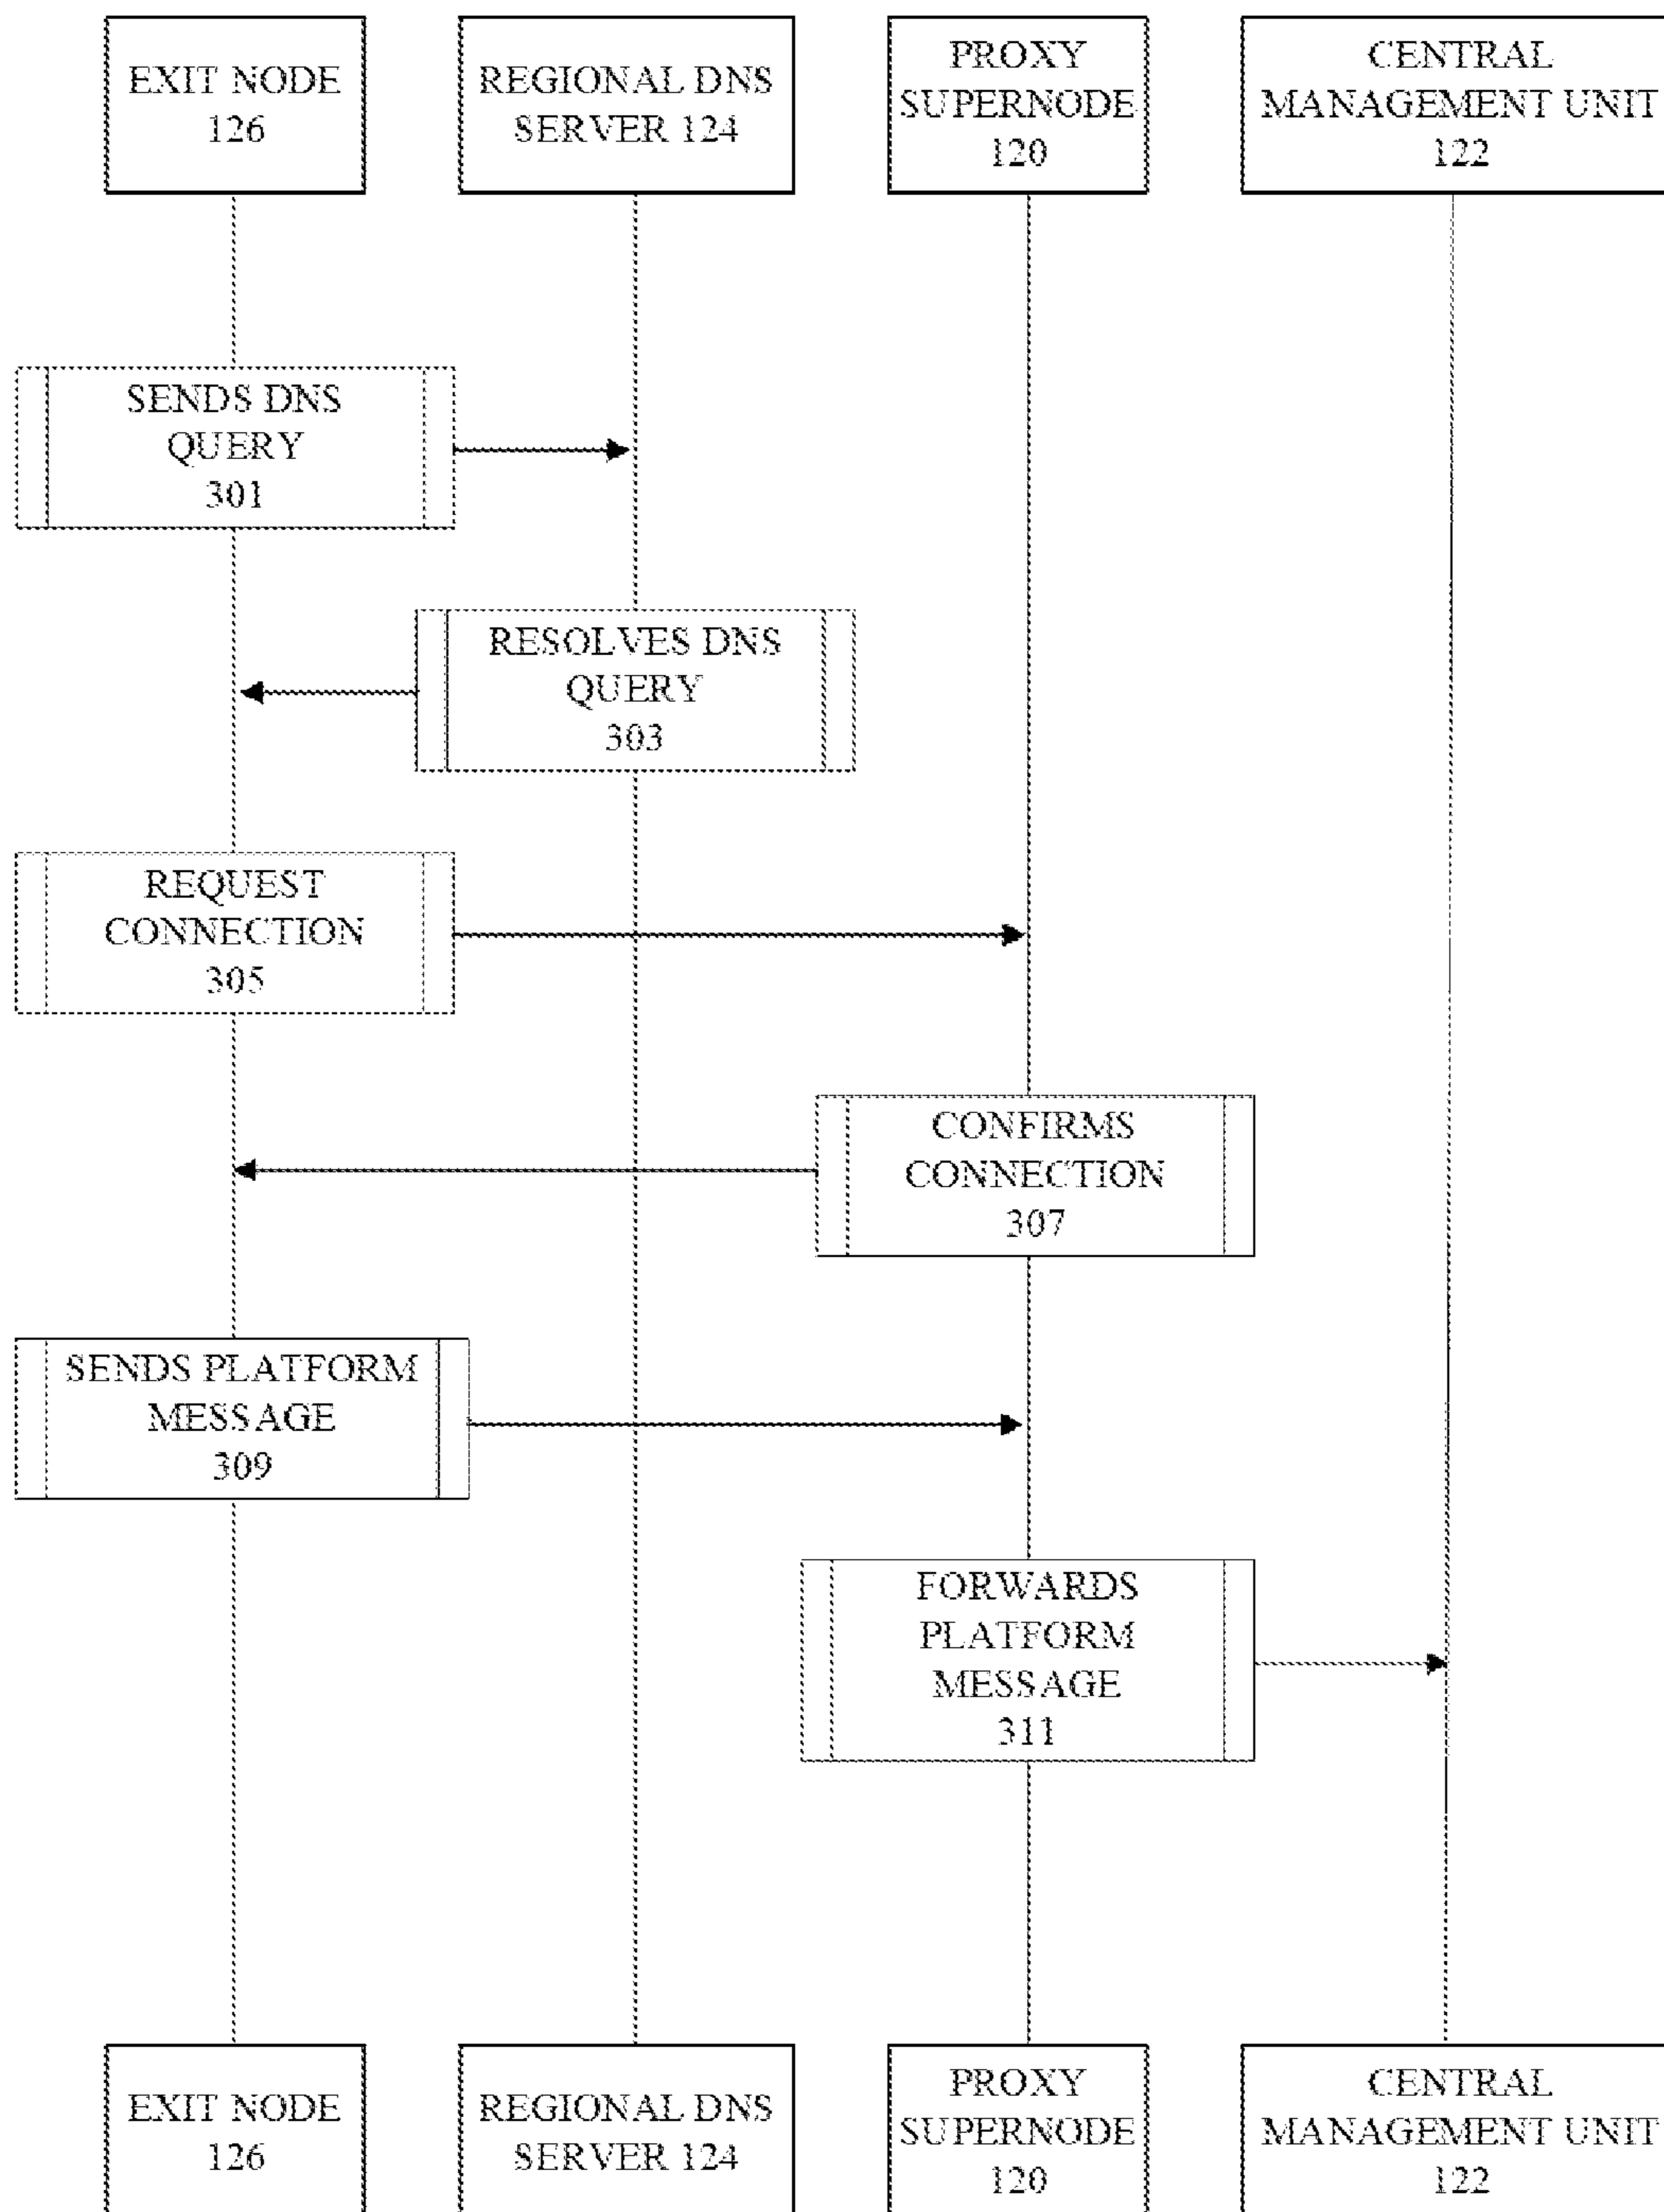 EXIT NODE
126
REGIONAL DNS
SERVER 124
PROXY
SUPERNODE
120
CENTRAL
MANAGEMENT UNIT
122
SENDS DNS
QUERY
301
RESOLVES DNS
QUERY
303
REQUEST
CONNECTION
305
CONFIRMS
CONNECTION
307
SENDS PLATFORM
MESSAGE
309
FORWARDS
PLATFORM
MESSAGE
311
EXIT NODE
126
REGIONAL DNS
SERVER 124
PROXY
SUPERNODE
120
CENTRAL
MANAGEMENT UNIT
122